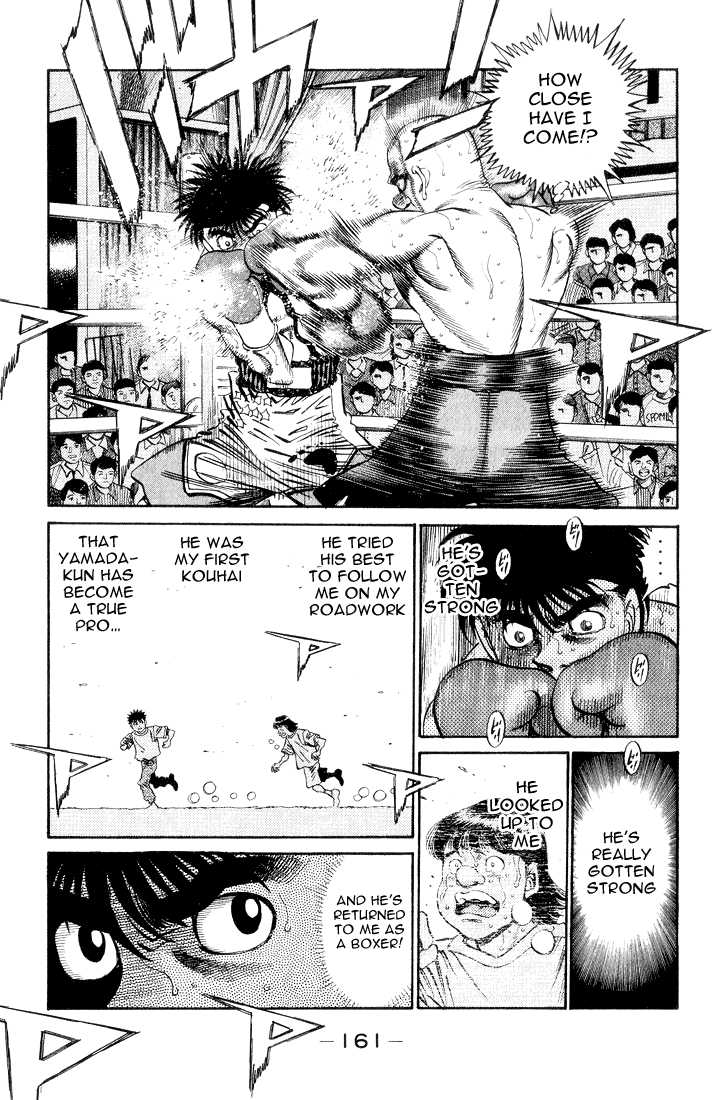 HOW
CLOSE
HAVE I
COME!?
HE'S
GOT-
TEN
STRONG
HE TRIED
HIS BEST
TO FOLLOW
ME ON MY
ROADWORK
HE WAS
MY FIRST
KOUHAI
THAT
YAMADA-
KUN HAS
BECOME
A TRUE
PRO...
HE'S
REALLY
GOTTEN
STRONG
HE
LOOKED
UP TO
ME
AND HE'S
RETURNED
TO ME AS
A BOXER!
-161-